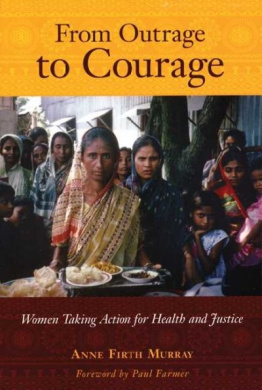 From Outrage
to Courage
Women Taking Action for Health and Justice
ANNE FIRTH MURRAY
Foreword by Paul Farmer